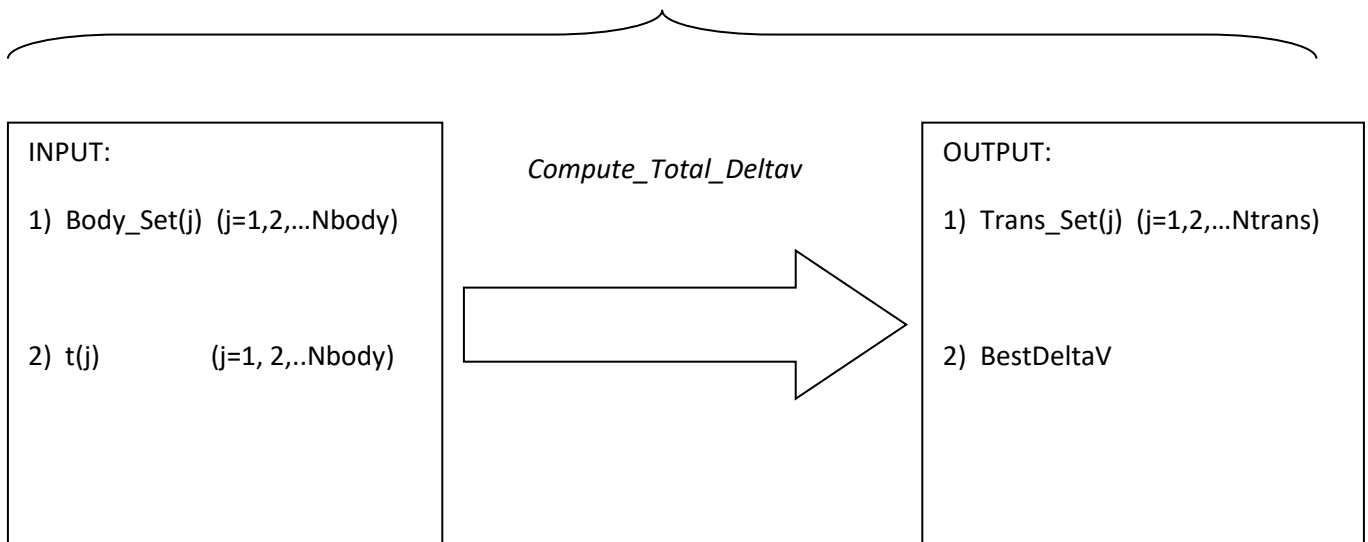 INPUT:
1) Body_Set(j) (j=1,2,...Nbody)
2) t(j) (j=1, 2,..Nbody)
Compute_Total_Deltav
OUTPUT:
1) Trans_Set(j) (j=1,2,...Ntrans)
2) BestDeltaV